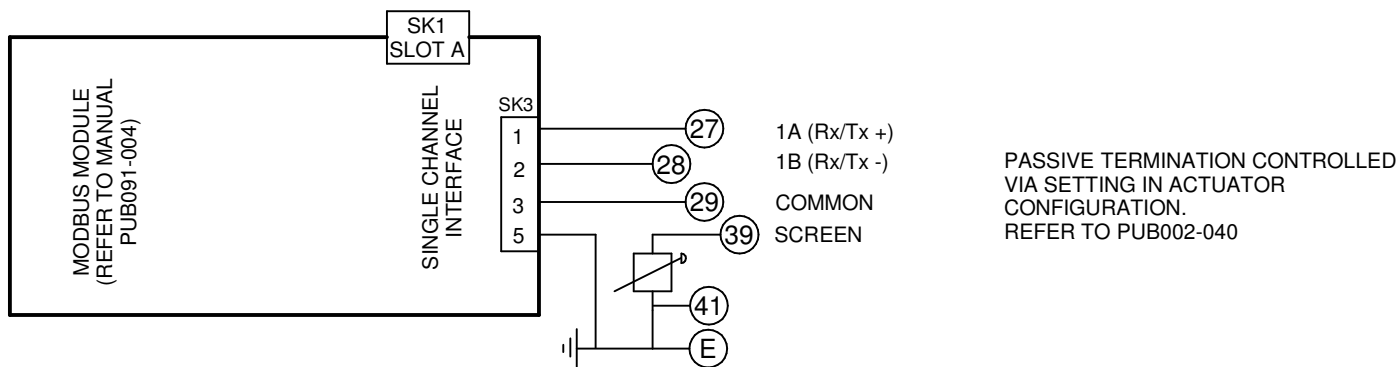 SK1
SLOT A
MODBUS MODULE
(REFER TO MANUAL
PUB091-004)
SINGLE CHANNEL
INTERFACE
SK3
1
2
3
5
27
1A (Rx/Tx +)
28
1B (Rx/Tx -)
29
COMMON
39
SCREEN
41
E
PASSIVE TERMINATION CONTROLLED
VIA SETTING IN ACTUATOR
CONFIGURATION.
REFER TO PUB002-040